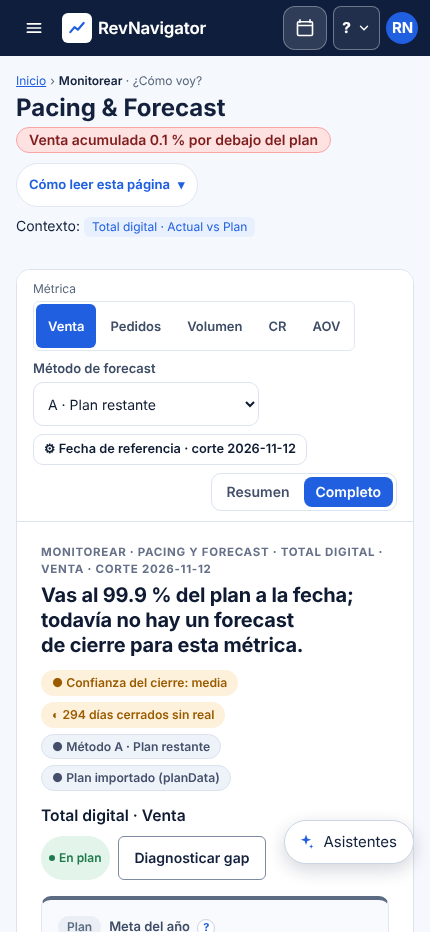 RevNavigator
?
RN
Inicio › Monitorear · ¿Cómo voy?
Pacing & Forecast
Venta acumulada 0.1 % por debajo del plan
Cómo leer esta página ▾
Contexto: Total digital · Actual vs Plan
Métrica
Venta Pedidos Volumen CR AOV
Método de forecast
A · Plan restante
⚙ Fecha de referencia · corte 2026-11-12
Resumen Completo
MONITOREAR · PACING Y FORECAST · TOTAL DIGITAL ·
VENTA · CORTE 2026-11-12
Vas al 99.9 % del plan a la fecha;
todavía no hay un forecast
de cierre para esta métrica.
● Confianza del cierre: media
294 días cerrados sin real
● Método A · Plan restante
● Plan importado (planData)
Total digital · Venta
● En plan
Diagnosticar gap
Asistentes
Plan Meta del año ?